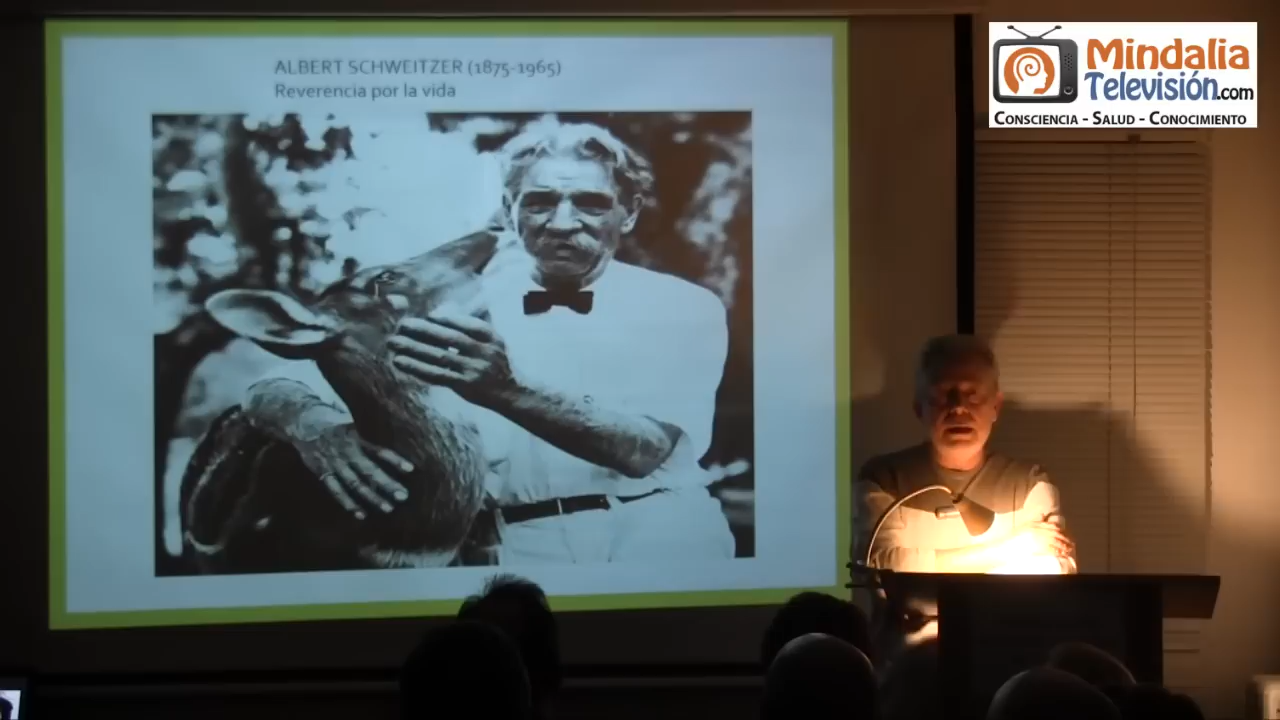 ALBERT SCHWEITZER (1875-1965)
Reverencia por la vida
Mindalia
Televisión.com
CONSCIENCIA - SALUD - CONOCIMIENTO